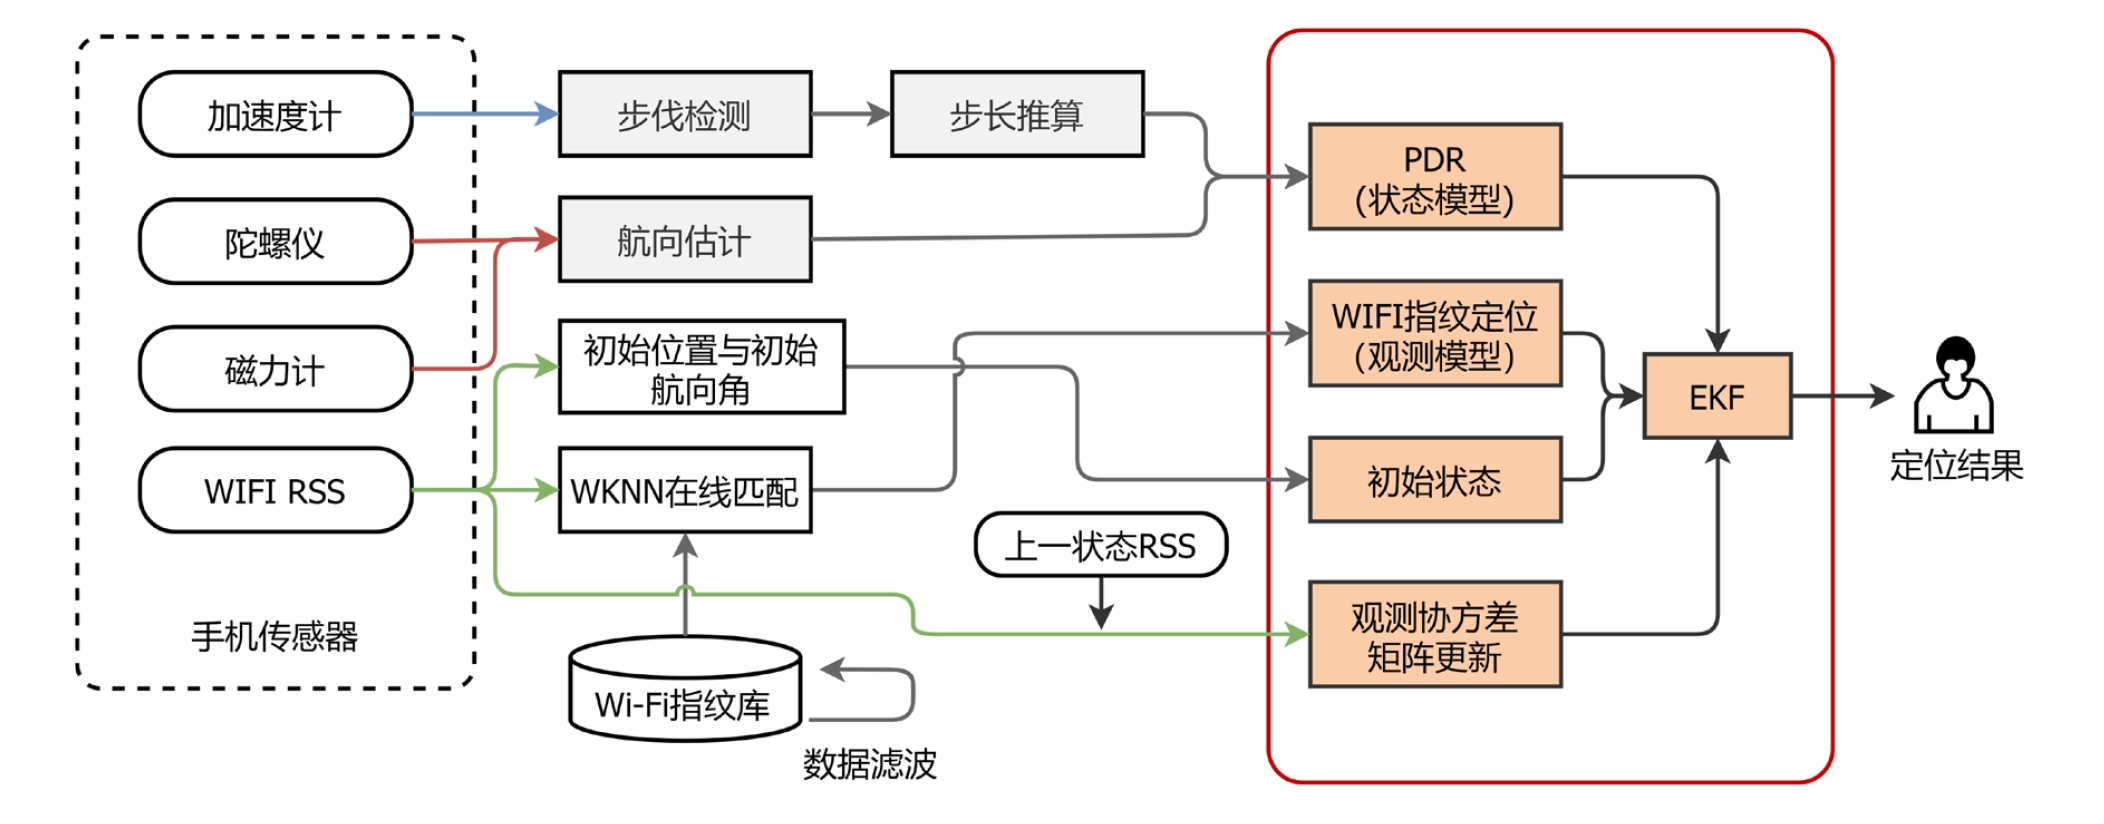 加速度计
步伐检测
步长推算
PDR
(状态模型)
陀螺仪
航向估计
磁力计
初始位置与初始
航向角
WIFI指纹定位
(观测模型)
EKF
WIFI RSS
WKNN在线匹配
初始状态
定位结果
上一状态RSS
手机传感器
观测协方差
矩阵更新
Wi-Fi指纹库
数据滤波